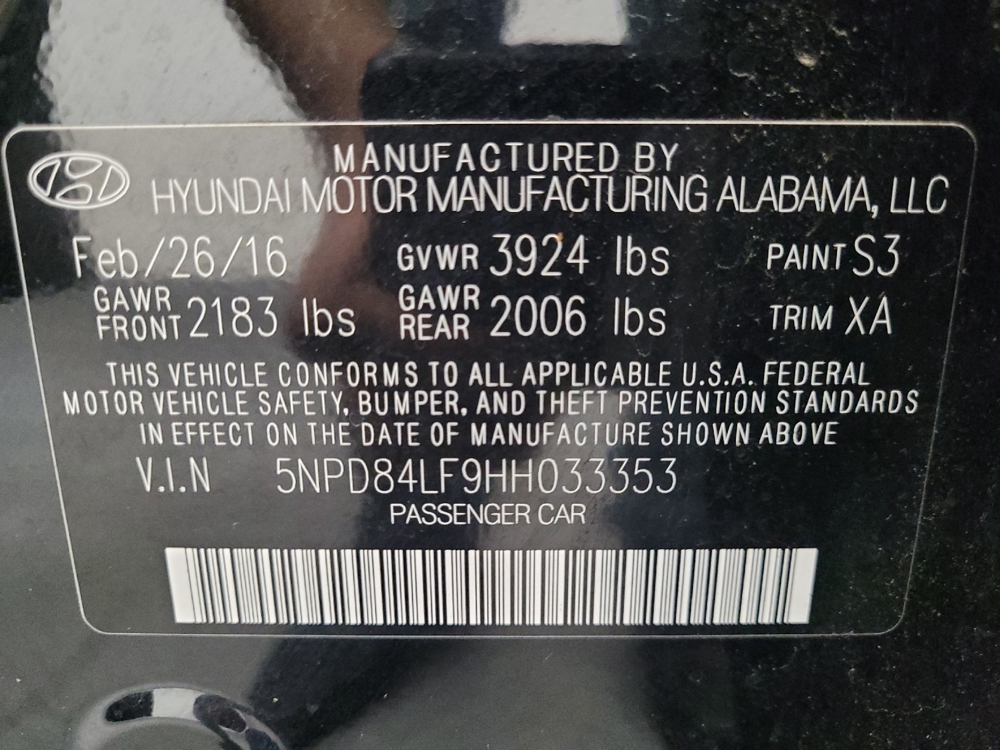 MANUFACTURED BY
HYUNDAI MOTOR MANUFACTURING ALABAMA, LLC
Feb/26/16 GVWR 3924 lbs PAINT S3
GAWR FRONT 2183 lbs GAWR REAR 2006 lbs TRIM XA
THIS VEHICLE CONFORMS TO ALL APPLICABLE U.S.A. FEDERAL
MOTOR VEHICLE SAFETY, BUMPER, AND THEFT PREVENTION STANDARDS
IN EFFECT ON THE DATE OF MANUFACTURE SHOWN ABOVE
V.I.N 5NPD84LF9HH033353
PASSENGER CAR